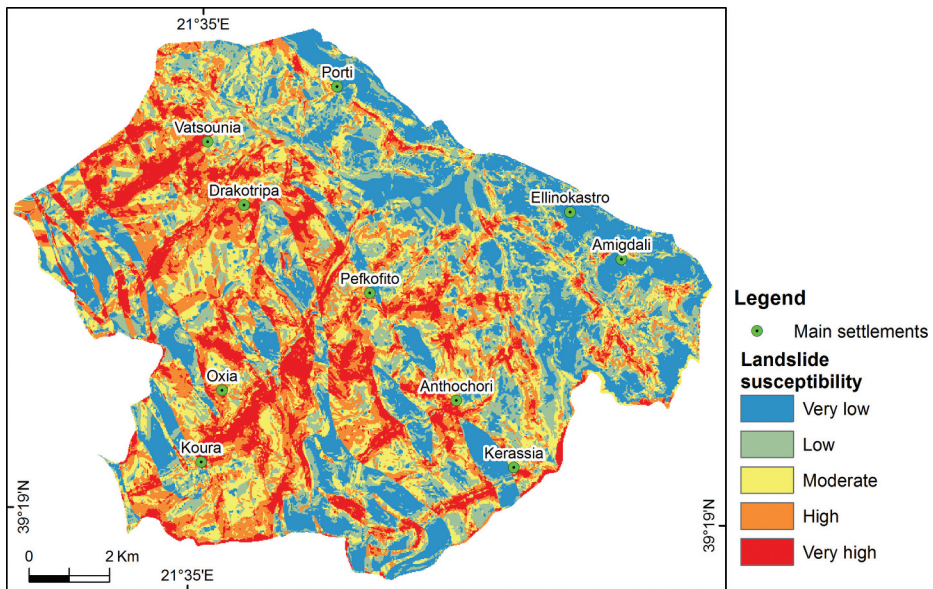 21°35'E
Porti
Vatsounia
Drakotripa
Ellinokastro
Amigdali
Pefkofito
Oxia
Anthochori
Koura
Kerassia
39°19'N
39°19'N
0 2 Km
21°35'E
Legend
Main settlements
Landslide
susceptibility
Very low
Low
Moderate
High
Very high